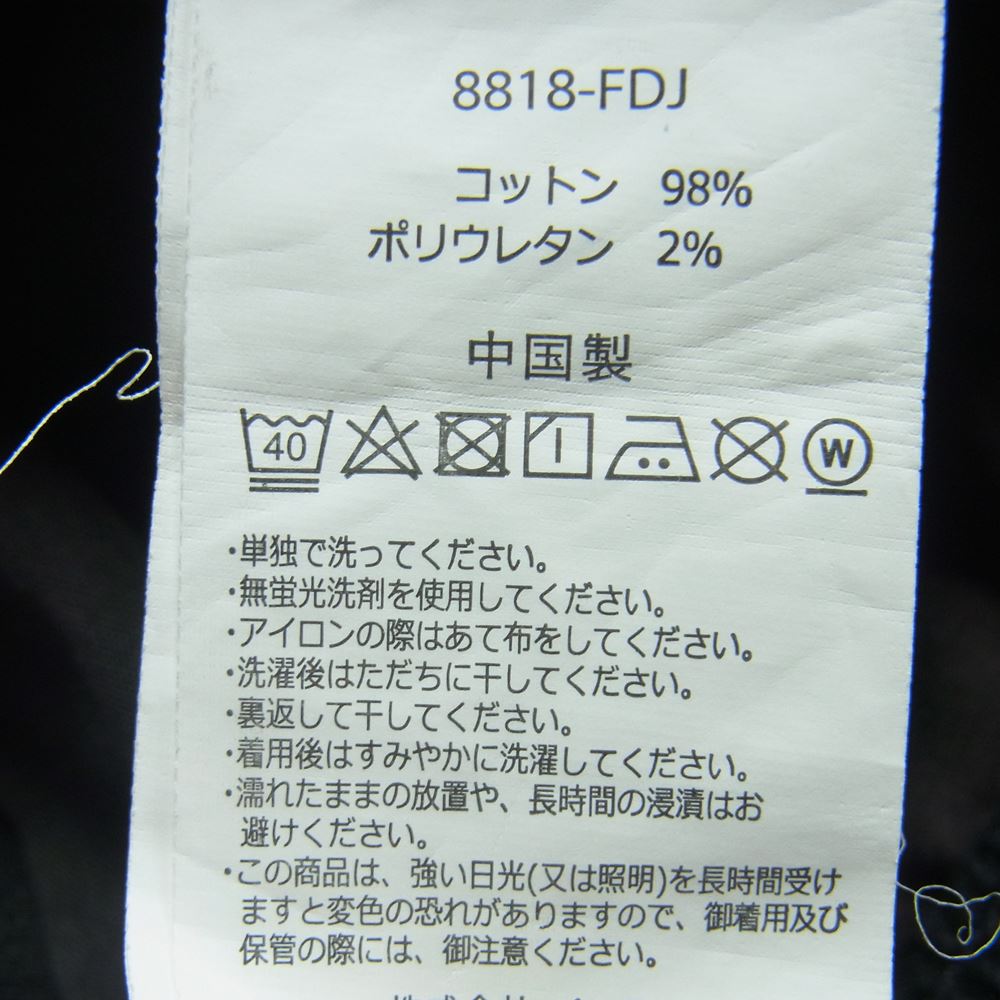 8818-FDJ
コットン 98%
ポリウレタン 2%
中国製
40 W
・単独で洗ってください。
・無蛍光洗剤を使用してください。
・アイロンの際はあて布をしてください。
・洗濯後はただちに干してください。
・裏返して干してください。
・着用後はすみやかに洗濯してください。
・濡れたままの放置や、長時間の浸漬はお
避けください。
・この商品は、強い日光(又は照明)を長時間受け
ますと変色の恐れがありますので、御着用及び
保管の際には、御注意ください。